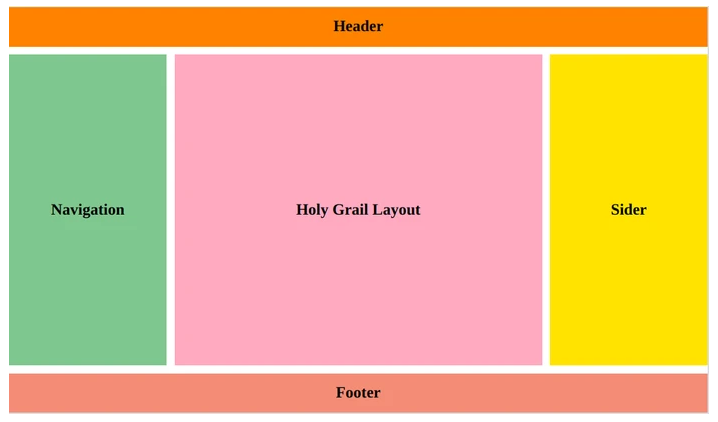 Header
Navigation
Holy Grail Layout
Sider
Footer